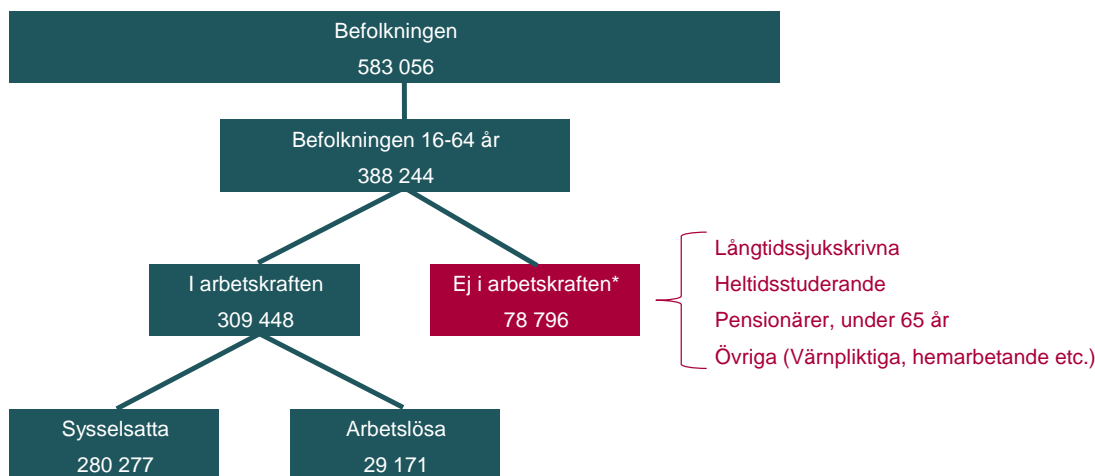 Befolkningen
583 056
Befolkningen 16-64 år
388 244
I arbetskraften
309 448
Ej i arbetskraften*
78 796
Långtidssjukskrivna
Heltidsstuderande
Pensionärer, under 65 år
Övriga (Värnpliktiga, hemarbetande etc.)
Sysselsatta
280 277
Arbetslösa
29 171